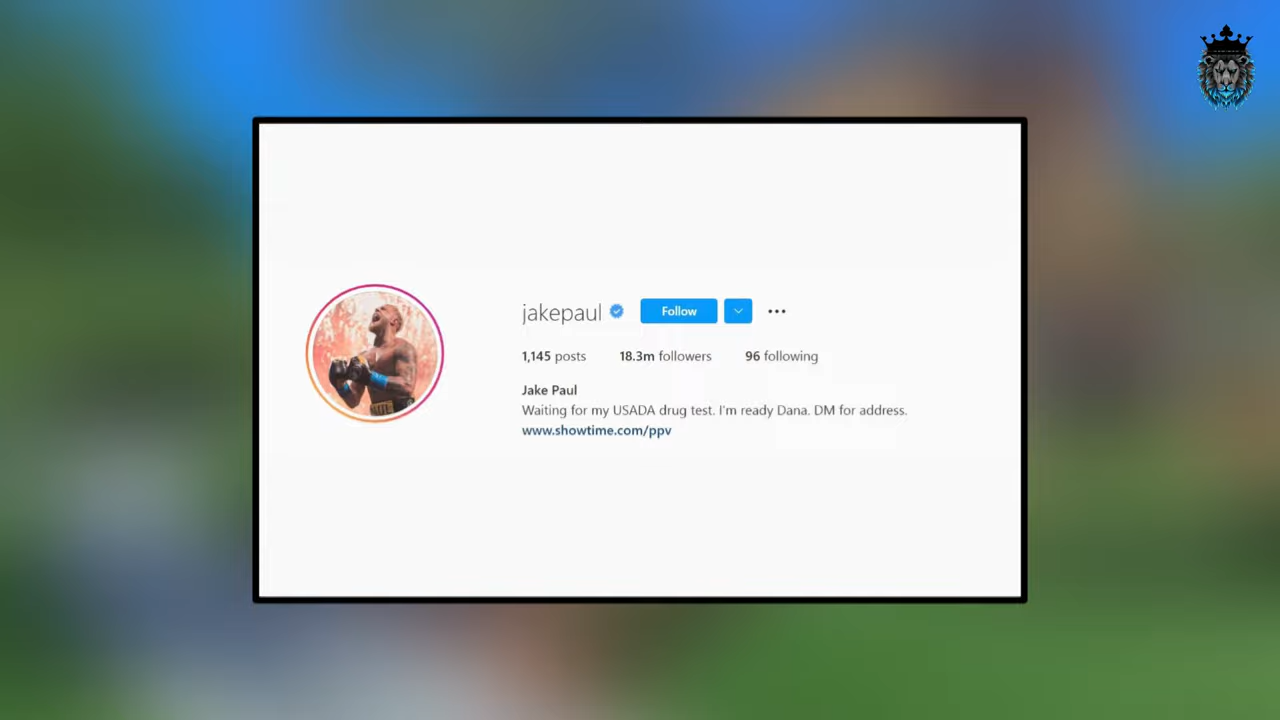 jakepaul Follow
1,145 posts 18.3m followers 96 following
Jake Paul
Waiting for my USADA drug test. I'm ready Dana. DM for address.
www.showtime.com/ppv